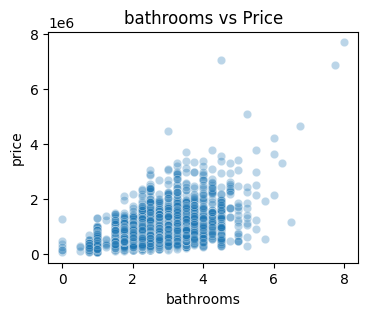 bathrooms vs Price
1e6
8
6
4
2
0
price
0 2 4 6 8
bathrooms